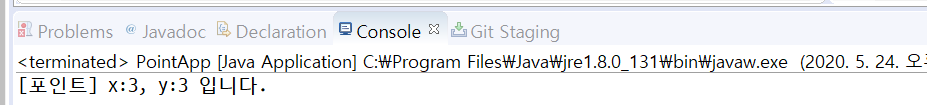 Problems @ Javadoc Declaration Console Git Staging
<terminated> PointApp [Java Application] C:₩Program Files₩Java₩jre1.8.0_131₩bin₩javaw.exe (2020. 5. 24.
[포인트] x:3, y:3 입니다.